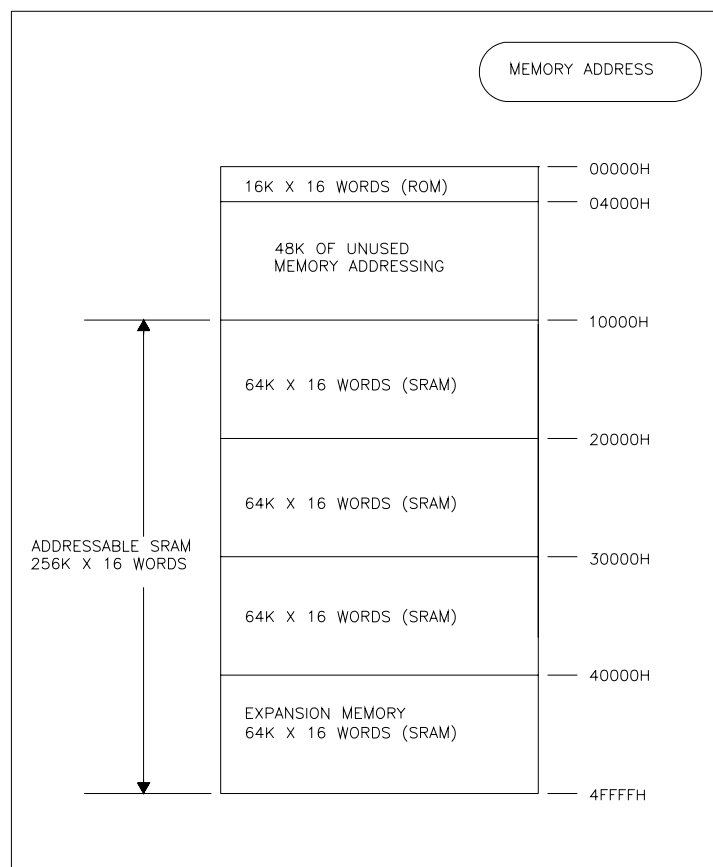 MEMORY ADDRESS
00000H
16K X 16 WORDS (ROM)
04000H
48K OF UNUSED
MEMORY ADDRESSING
10000H
64K X 16 WORDS (SRAM)
20000H
64K X 16 WORDS (SRAM)
ADDRESSABLE SRAM
256K X 16 WORDS
30000H
64K X 16 WORDS (SRAM)
40000H
EXPANSION MEMORY
64K X 16 WORDS (SRAM)
4FFFFH